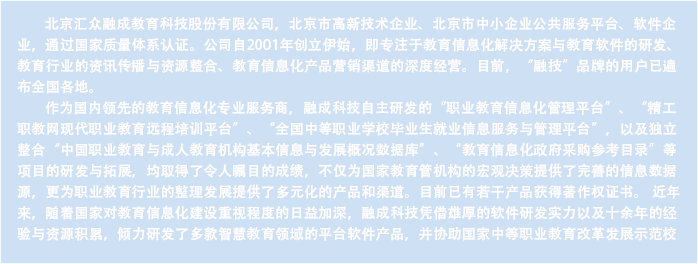 北京汇众融成教育科技股份有限公司，北京市高新技术企业、北京市中小企业公共服务平台、软件企
业，通过国家质量体系认证。公司自2001年创立伊始，即专注于教育信息化解决方案与教育软件的研发、
教育行业的资讯传播与资源整合、教育信息化产品营销渠道的深度经营。目前，“融技”品牌的用户已遍
布全国各地。
作为国内领先的教育信息化专业服务商，融成科技自主研发的“职业教育信息化管理平台”、“精工
职教网现代职业教育远程培训平台”、“全国中等职业学校毕业生就业信息服务与管理平台”，以及独立
整合“中国职业教育与成人教育机构基本信息与发展概况数据库”、“教育信息化政府采购参考目录”等
项目的研发与拓展，均取得了令人瞩目的成绩，不仅为国家教育管机构的宏观决策提供了完善的信息数据
源，更为职业教育行业的整理发展提供了多元化的产品和渠道。目前已有若干产品获得著作权证书。 近年
来，随着国家对教育信息化建设重视程度的日益加深，融成科技凭借雄厚的软件研发实力以及十余年的经
验与资源积累，倾力研发了多款智慧教育领域的平台软件产品，并协助国家中等职业教育改革发展示范校